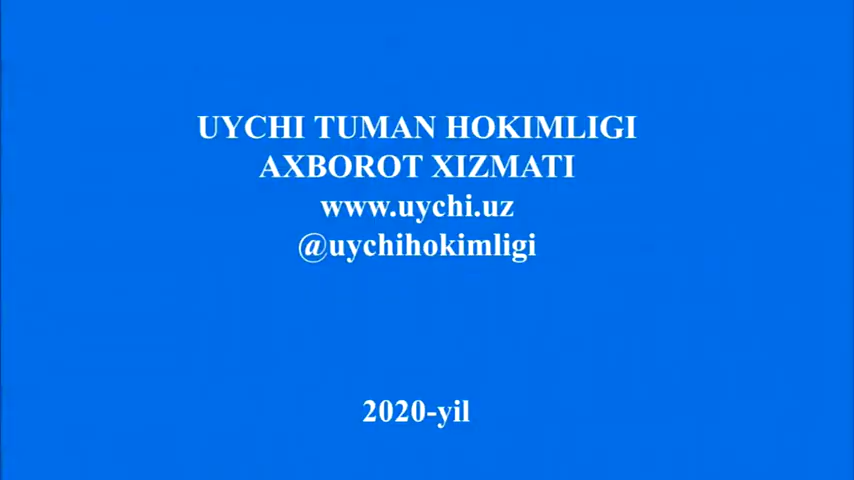 UYCHI TUMAN HOKIMLIGI
AXBOROT XIZMATI
www.uychi.uz
@uychihokimligi
2020-yil